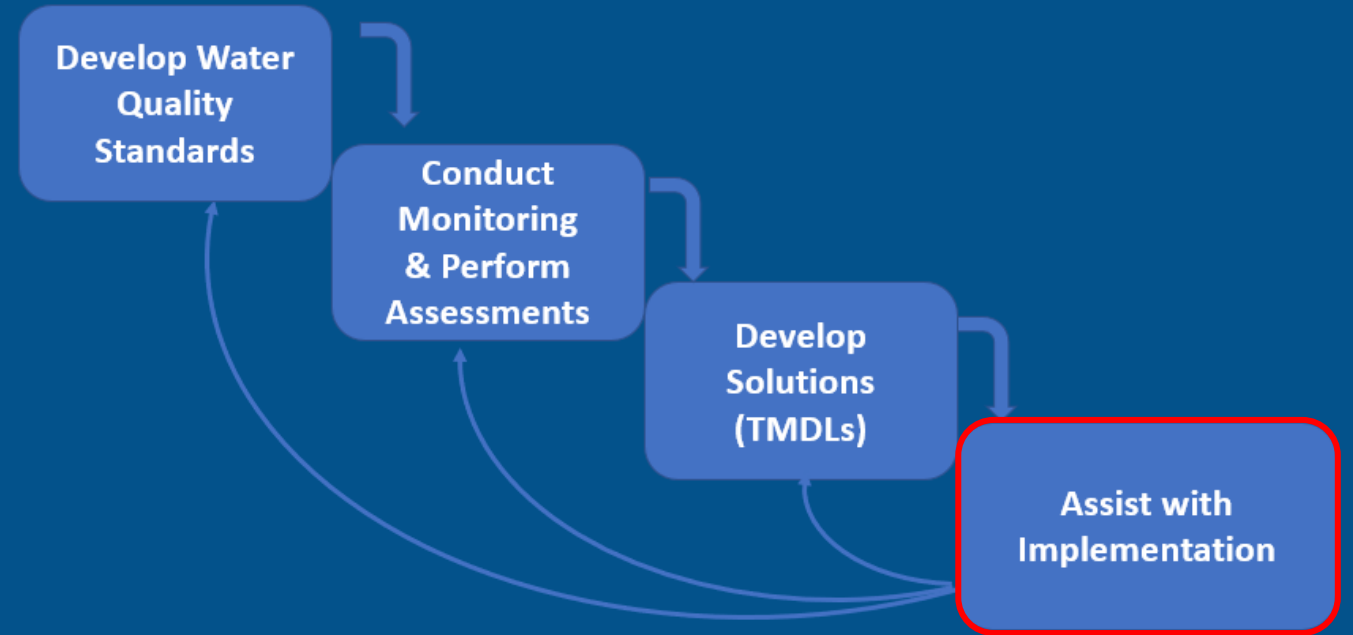 Develop Water
Quality
Standards
Conduct
Monitoring
& Perform
Assessments
Develop
Solutions
(TMDLs)
Assist with
Implementation